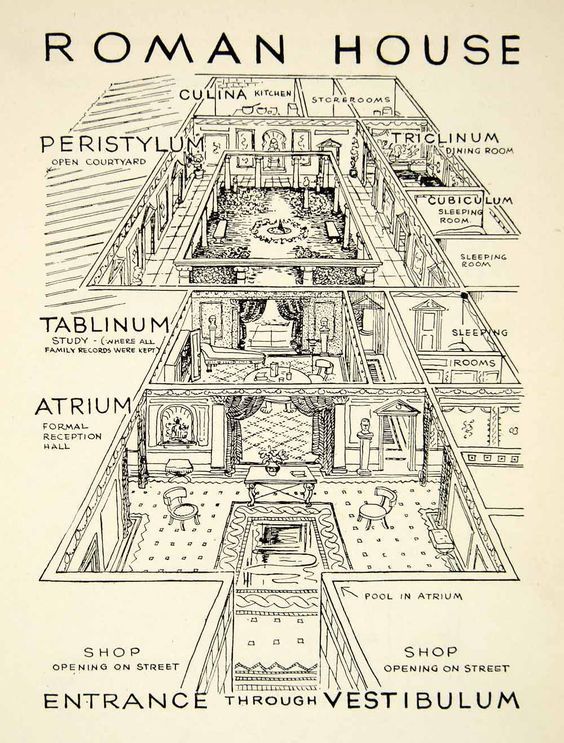 ROMAN HOUSE
CULINA KITCHEN
STOREROOMS
PERISTYLUM
OPEN COURTYARD
TRICLINUM
DINING ROOM
CUBICULUM
SLEEPING
ROOM
SLEEPING
ROOM
TABLINUM
STUDY - (WHERE ALL
FAMILY RECORDS WERE KEPT)
SLEEPING
ROOMS
ATRIUM
FORMAL
RECEPTION
HALL
POOL IN ATRIUM
SHOP
OPENING ON STREET
SHOP
OPENING ON STREET
ENTRANCE THROUGH VESTIBULUM